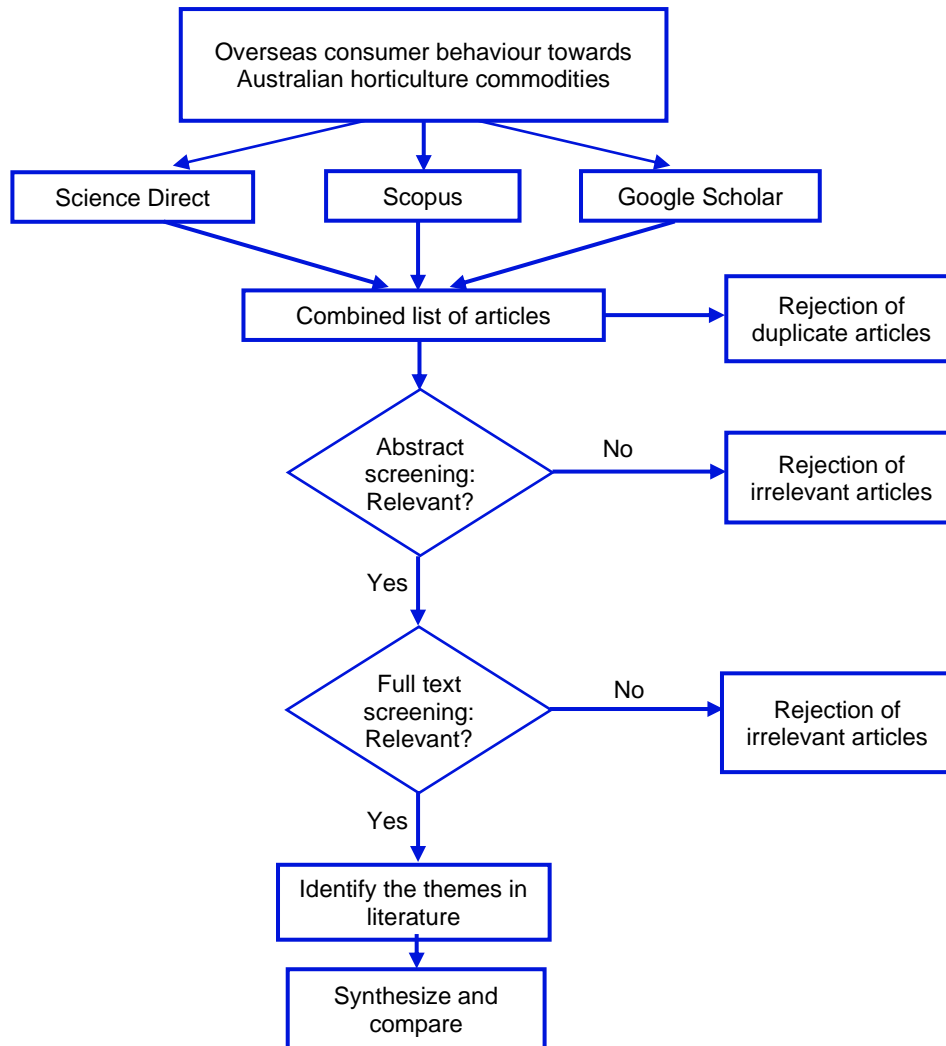 Overseas consumer behaviour towards
Australian horticulture commodities
Science Direct
Scopus
Google Scholar
Combined list of articles
Rejection of
duplicate articles
Abstract
screening:
Relevant?
No
Rejection of
irrelevant articles
Yes
Full text
screening:
Relevant?
No
Rejection of
irrelevant articles
Yes
Identify the themes in
literature
Synthesize and
compare